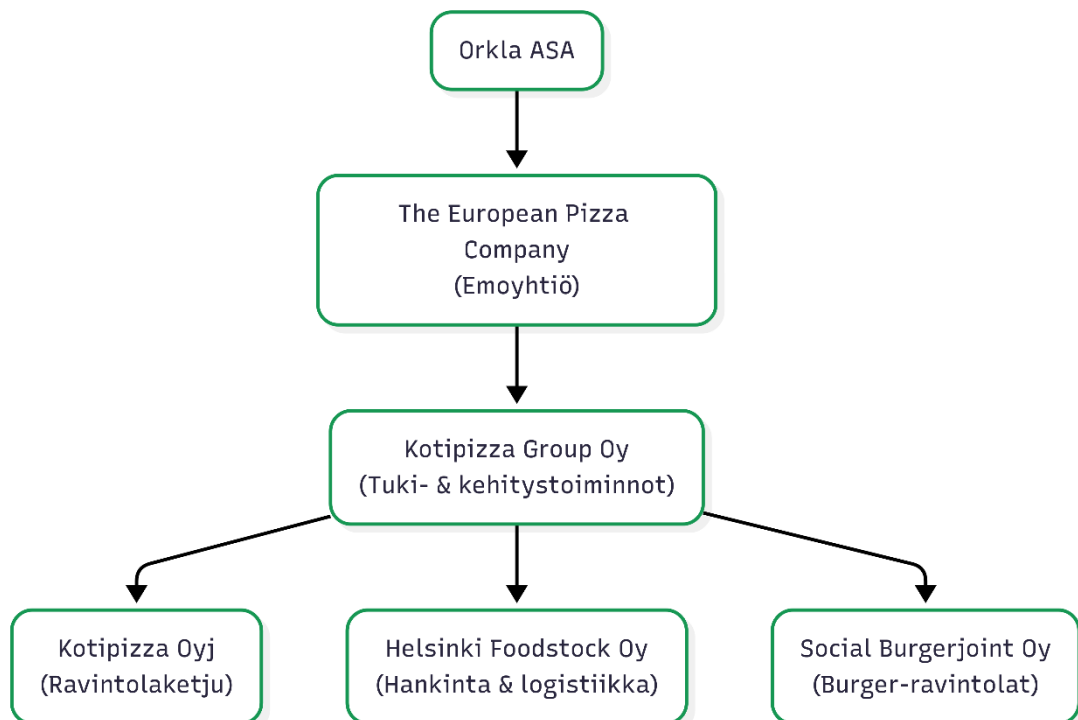 Orkla ASA
The European Pizza
Company
(Emoyhtiö)
Kotipizza Group Oy
(Tuki- & kehitystoiminnot)
Kotipizza Oyj
(Ravintolaketju)
Helsinki Foodstock Oy
(Hankinta & logistiikka)
Social Burgerjoint Oy
(Burger-ravintolat)